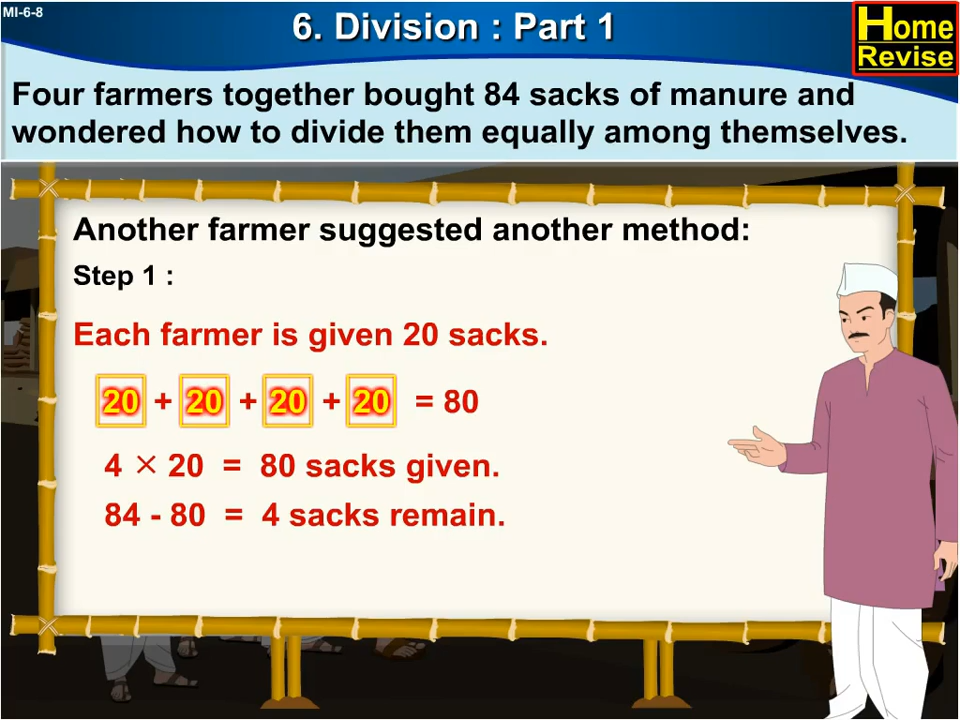 MI-6-8
6. Division : Part 1
Home
Revise
Four farmers together bought 84 sacks of manure and
wondered how to divide them equally among themselves.
Another farmer suggested another method:
Step 1 :
Each farmer is given 20 sacks.
20 + 20 + 20 + 20 = 80
4 × 20 = 80 sacks given.
84 - 80 = 4 sacks remain.